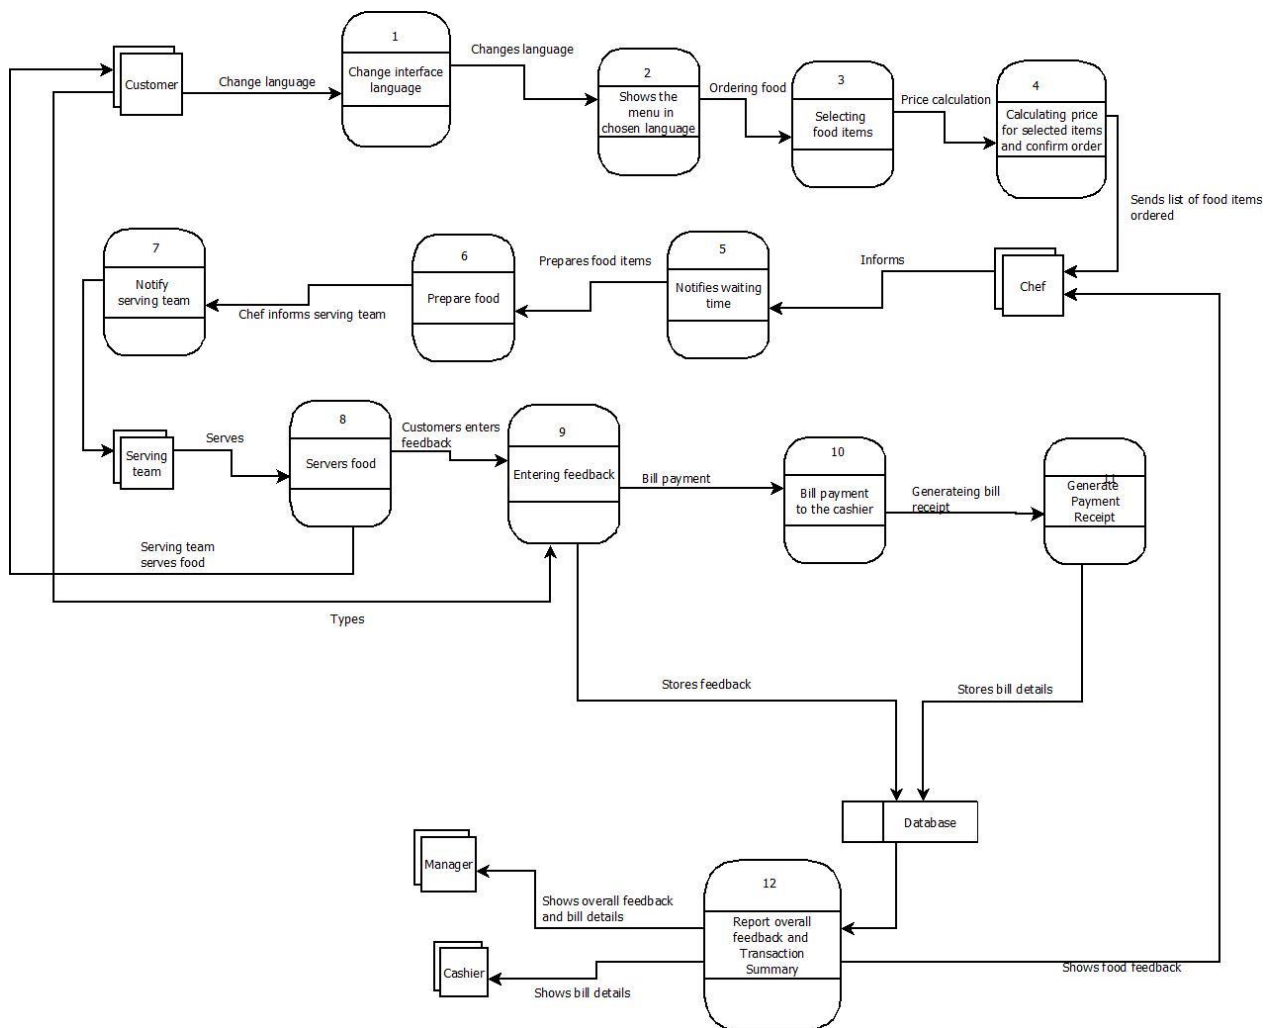 1
Changes language
Customer
Change language
Change interface
language
2
Shows the
menu in
chosen language
Ordering food
3
Selecting
food items
Price calculation
4
Calculating price
for selected items
and confirm order
Sends list of food items
ordered
7
Notify
serving team
Chef informs serving team
6
Prepare food
Prepares food items
5
Notifies waiting
time
Informs
Chef
Serving
team
Serves
8
Servers food
Customers enters
feedback
9
Entering feedback
Bill payment
10
Bill payment
to the cashier
Generateing bill
receipt
11
Generate
Payment
Receipt
Serving team
serves food
Types
Stores feedback
Stores bill details
Database
Manager
Shows overall feedback
and bill details
12
Report overall
feedback and
Transaction
Summary
Shows food feedback
Cashier
Shows bill details